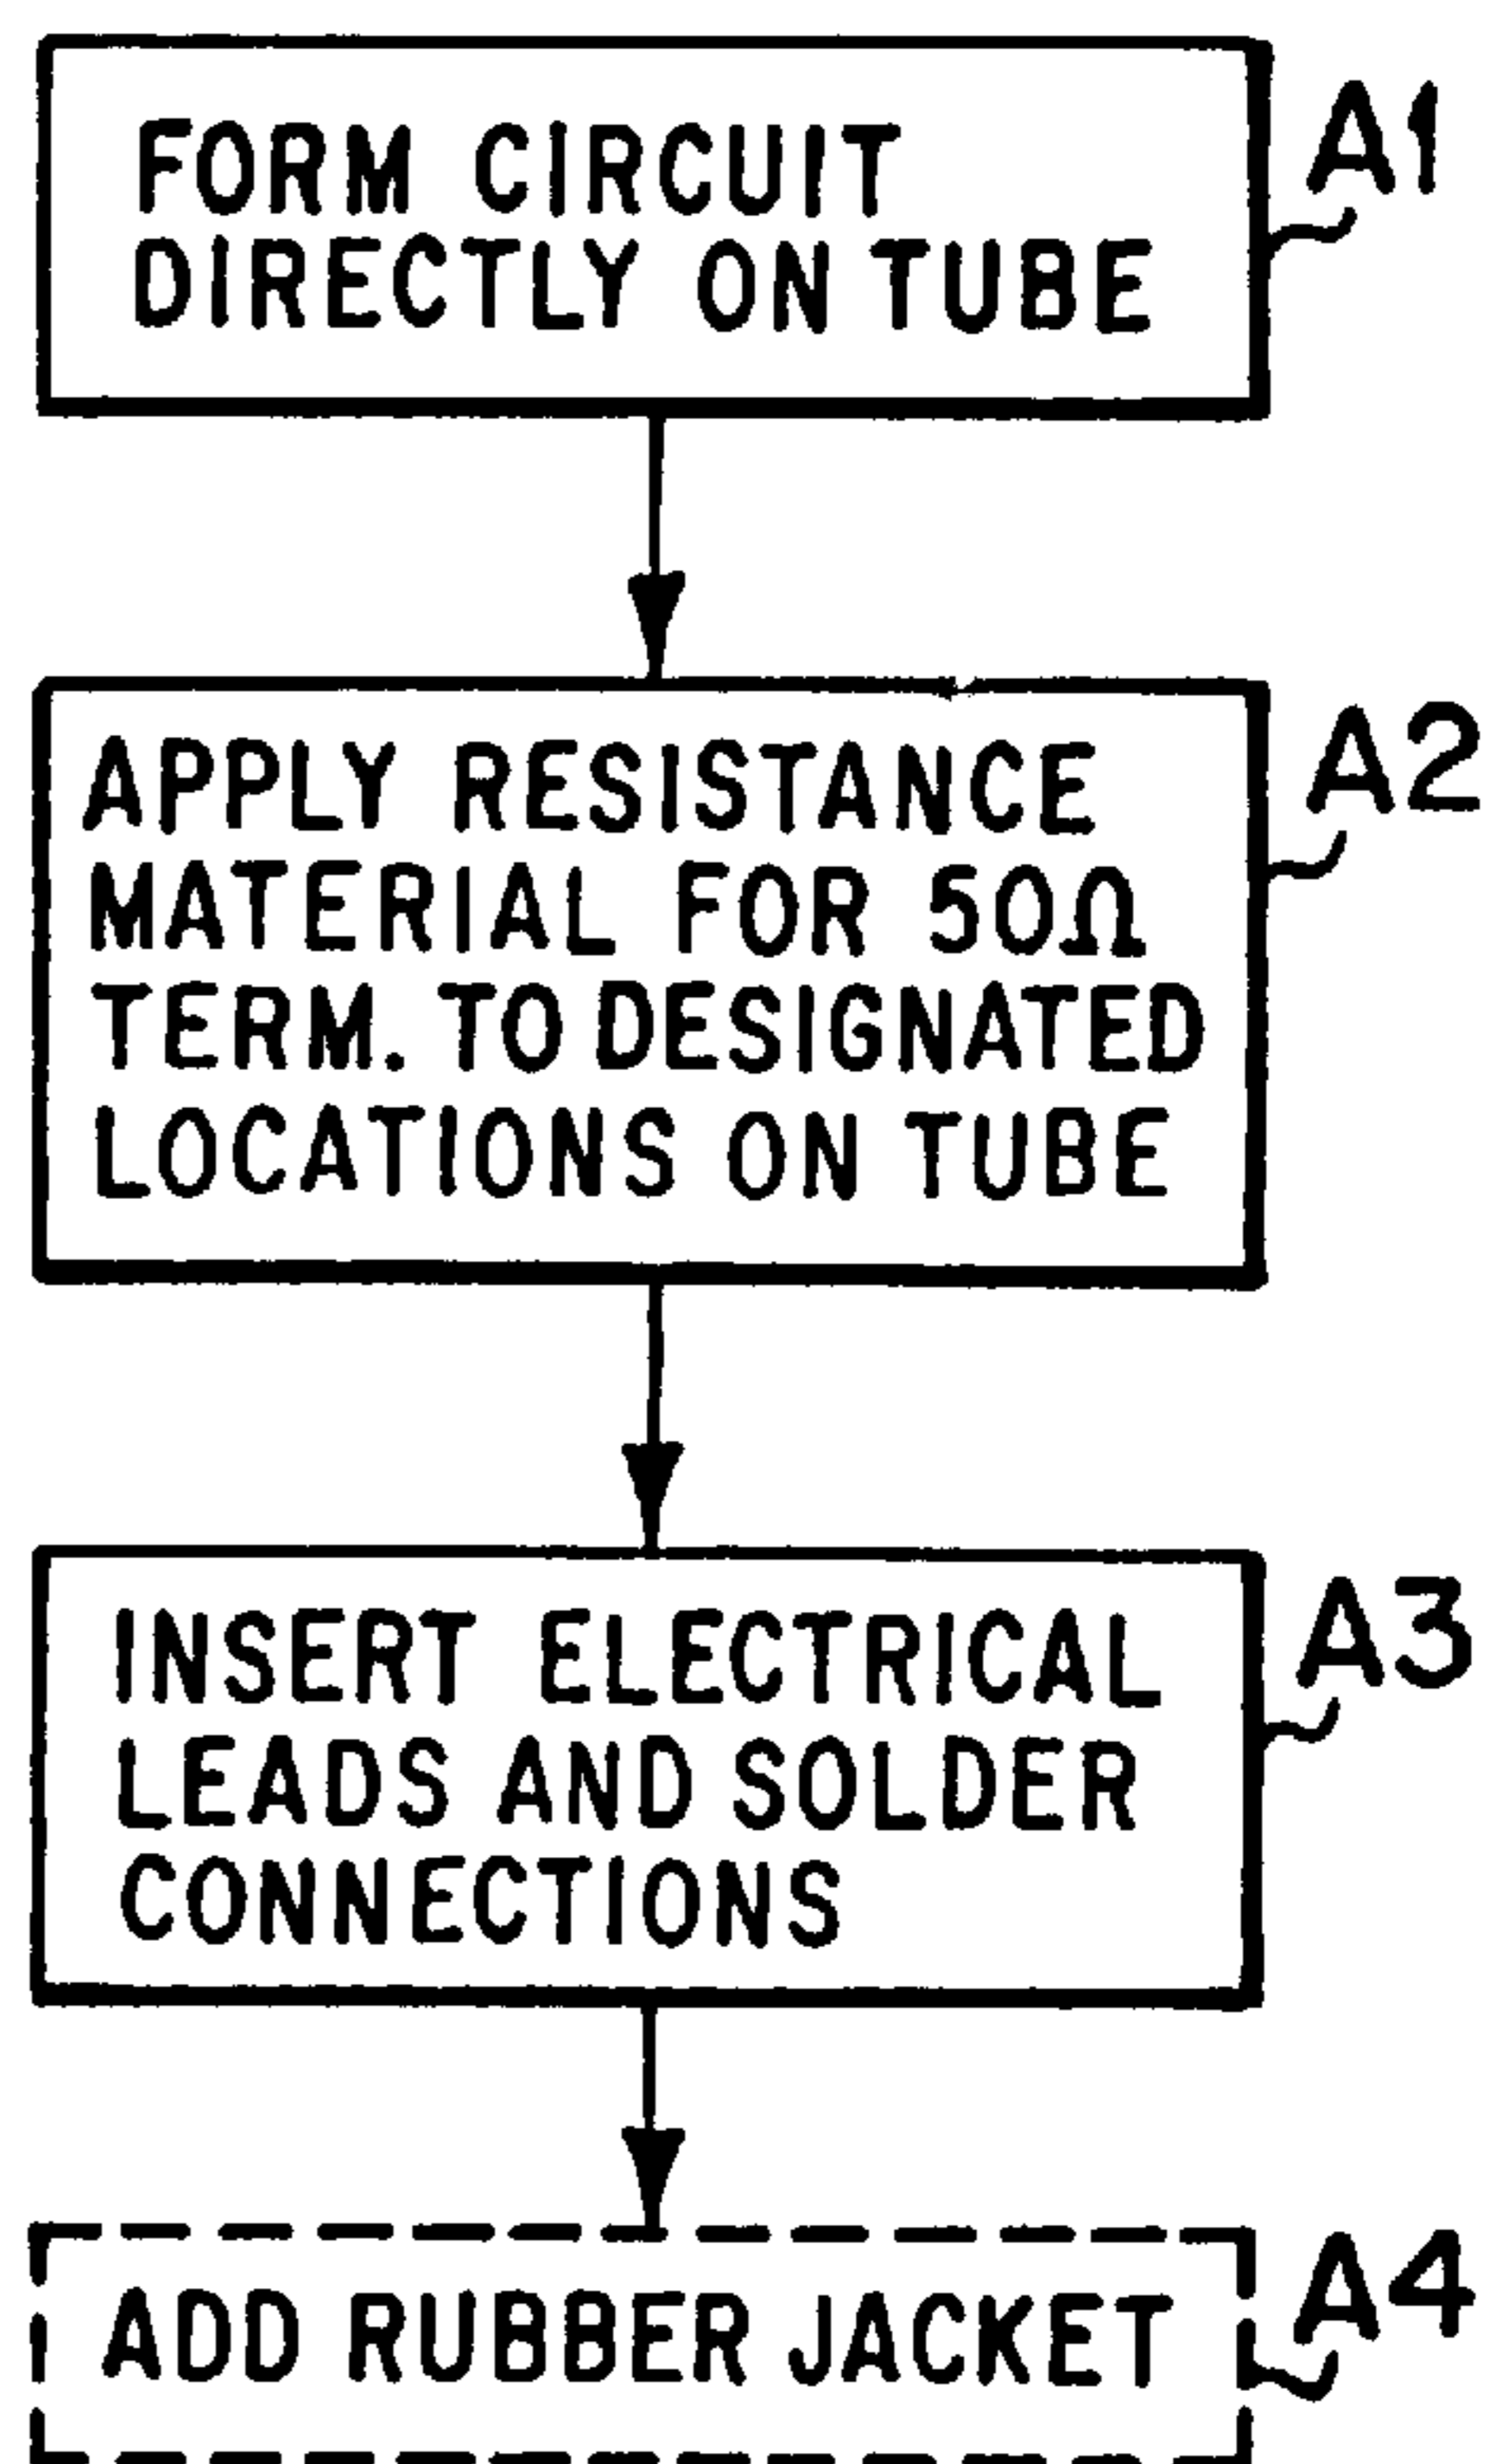 FORM CIRCUIT
DIRECTLY ON TUBE
A1
APPLY RESISTANCE
MATERIAL FOR 50Ω
TERM. TO DESIGNATED
LOCATIONS ON TUBE
A2
INSERT ELECTRICAL
LEADS AND SOLDER
CONNECTIONS
A3
ADD RUBBER JACKET
A4